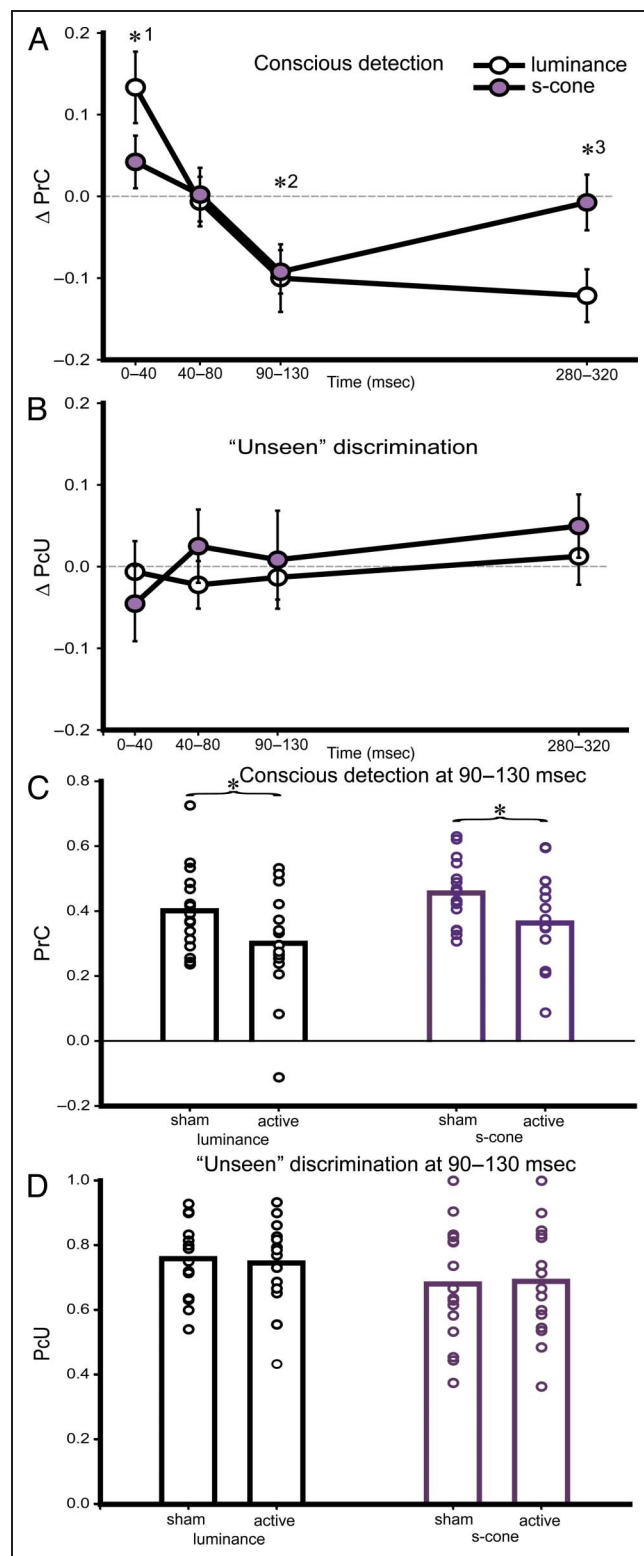 A
0.2
*1
Conscious detection
luminance
s-cone
0.1
*3
*2
0.0
Δ PrC
−0.1
−0.2
0–40
40–80
90–130
280–320
Time (msec)
B
0.2
“Unseen” discrimination
0.1
0.0
Δ PcU
−0.1
−0.2
0–40
40–80
90–130
280–320
Time (msec)
C
0.8
Conscious detection at 90–130 msec
*
*
0.6
0.4
PrC
0.2
0.0
−0.2
sham
active
sham
active
luminance
s-cone
D
“Unseen” discrimination at 90–130 msec
1.0
0.8
0.6
PcU
0.4
0.2
0.0
sham
active
sham
active
luminance
s-cone